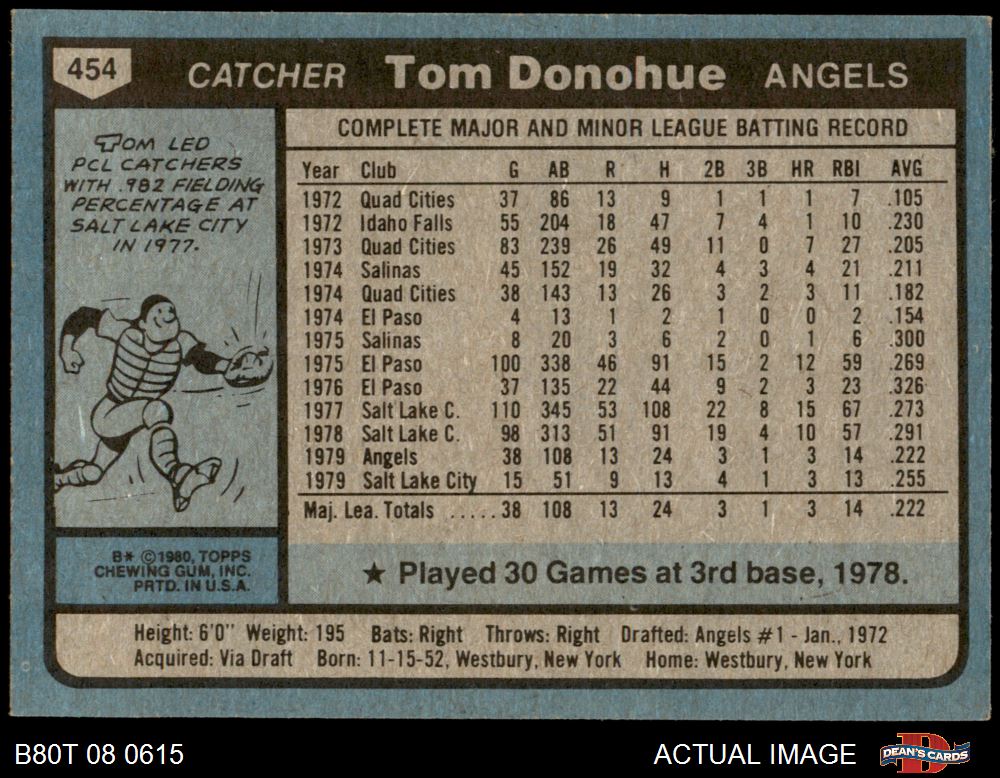 454 CATCHER Tom Donohue ANGELS
TOM LED
PCL CATCHERS
WITH .982 FIELDING
PERCENTAGE AT
SALT LAKE CITY
IN 1977.
COMPLETE MAJOR AND MINOR LEAGUE BATTING RECORD
Year Club G AB R H 2B 3B HR RBI AVG
1972 Quad Cities 37 86 13 9 1 1 1 7 .105
1972 Idaho Falls 55 204 18 47 7 4 1 10 .230
1973 Quad Cities 83 239 26 49 11 0 7 27 .205
1974 Salinas 45 152 19 32 4 3 4 21 .211
1974 Quad Cities 38 143 13 26 3 2 3 11 .182
1974 El Paso 4 13 1 2 1 0 0 2 .154
1975 Salinas 8 20 3 6 2 0 1 6 .300
1975 El Paso 100 338 46 91 15 2 12 59 .269
1976 El Paso 37 135 22 44 9 2 3 23 .326
1977 Salt Lake C. 110 345 53 108 22 8 15 67 .273
1978 Salt Lake C. 98 313 51 91 19 4 10 57 .291
1979 Angels 38 108 13 24 3 1 3 14 .222
1979 Salt Lake City 15 51 9 13 4 1 3 13 .255
Maj. Lea. Totals .....38 108 13 24 3 1 3 14 .222
B* ©1980, TOPPS
CHEWING GUM, INC.
PRTD. IN U.S.A.
★ Played 30 Games at 3rd base, 1978.
Height: 6'0" Weight: 195 Bats: Right Throws: Right Drafted: Angels #1 - Jan., 1972
Acquired: Via Draft Born: 11-15-52, Westbury, New York Home: Westbury, New York
B80T 08 0615 ACTUAL IMAGE DEAN'S CARDS